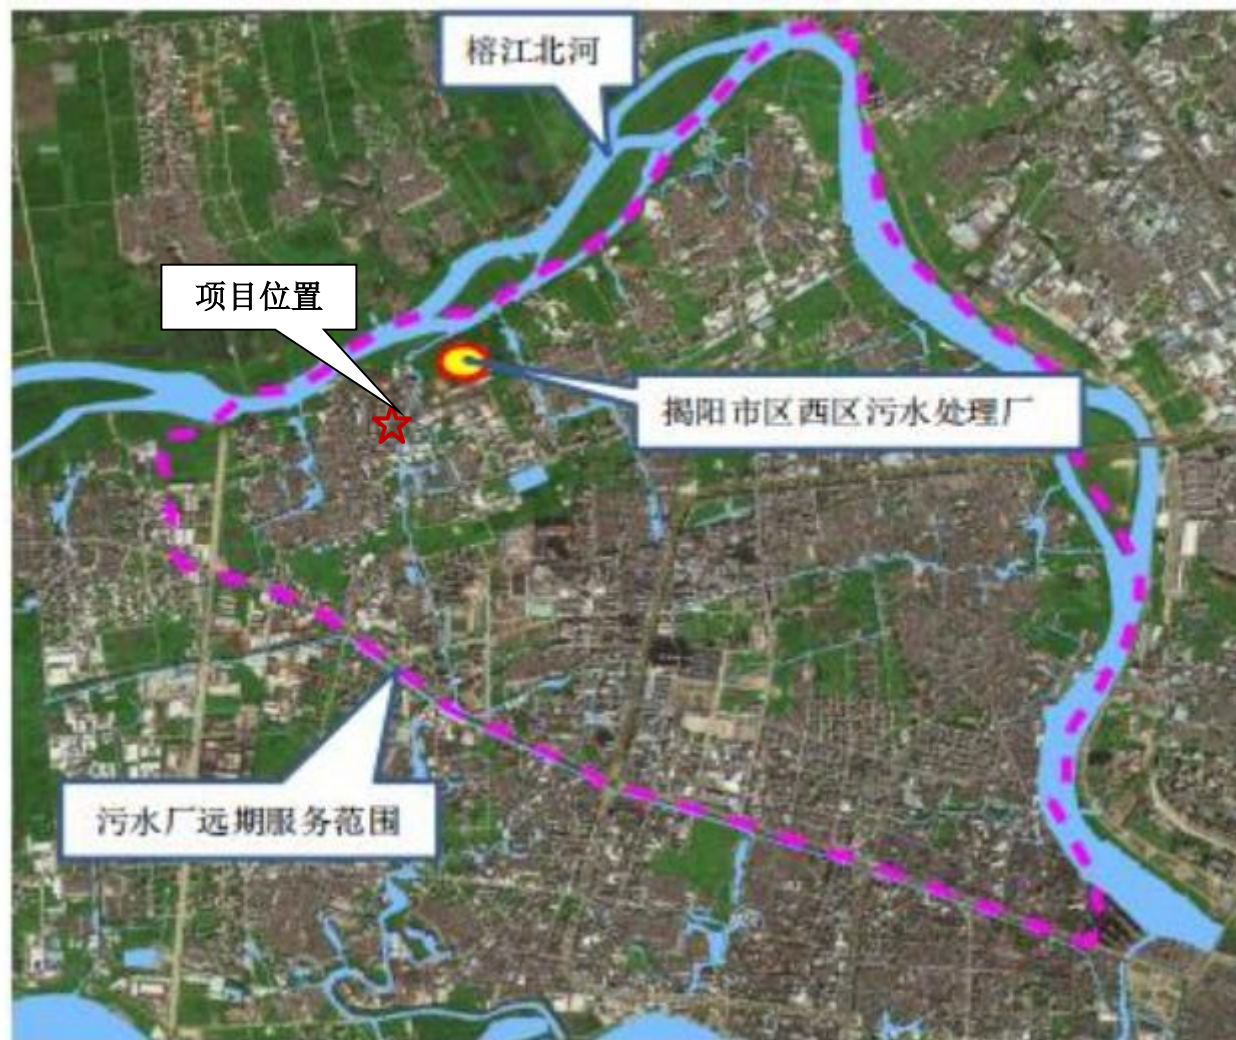 榕江北河
项目位置
揭阳市区西区污水处理厂
污水厂远期服务范围